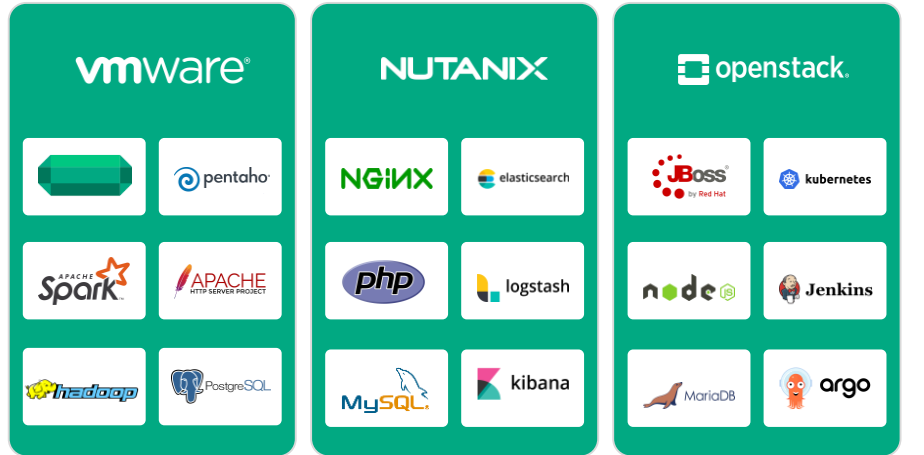 vmware®
pentaho
APACHE
Spark™
APACHE
HTTP SERVER PROJECT
hadoop
PostgreSQL
NUTANIX
NGINX
elasticsearch
php
logstash
MySQL
kibana
openstack.
JBoss
by Red Hat
kubernetes
node
JS
Jenkins
MariaDB
argo